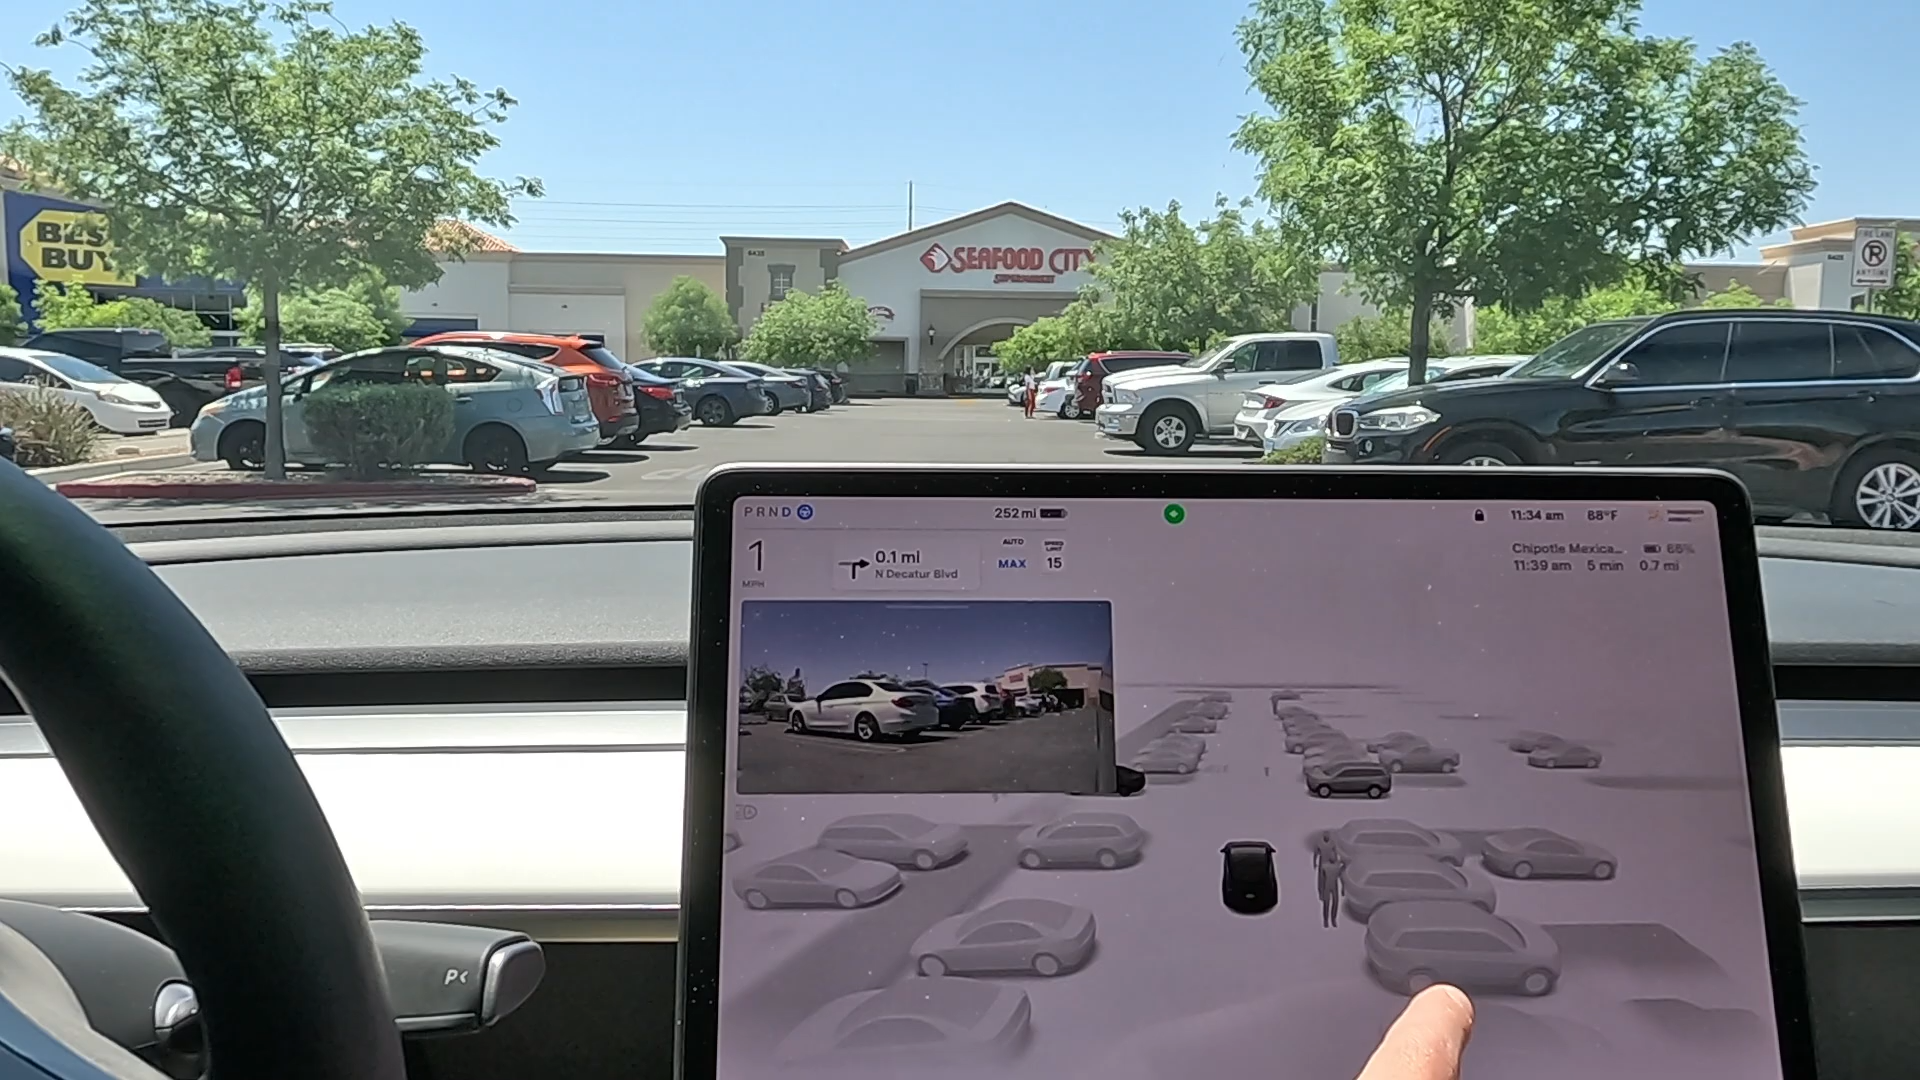 BEST
BUY
6435
SEAFOOD CITY
SUPERMARKET
FIRE LANE
ANYTIME
PRND
252 mi
11:34 am
88°F
1
MPH
0.1 mi
N Decatur Blvd
AUTO
MAX
SPEED
LIMIT
15
Chipotle Mexica...
66%
11:39 am
5 min
0.7 mi
P<